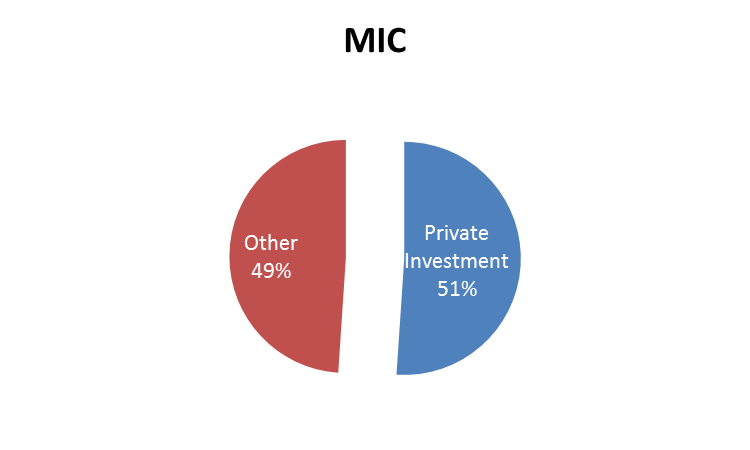 MIC
Other
49%
Private
Investment
51%